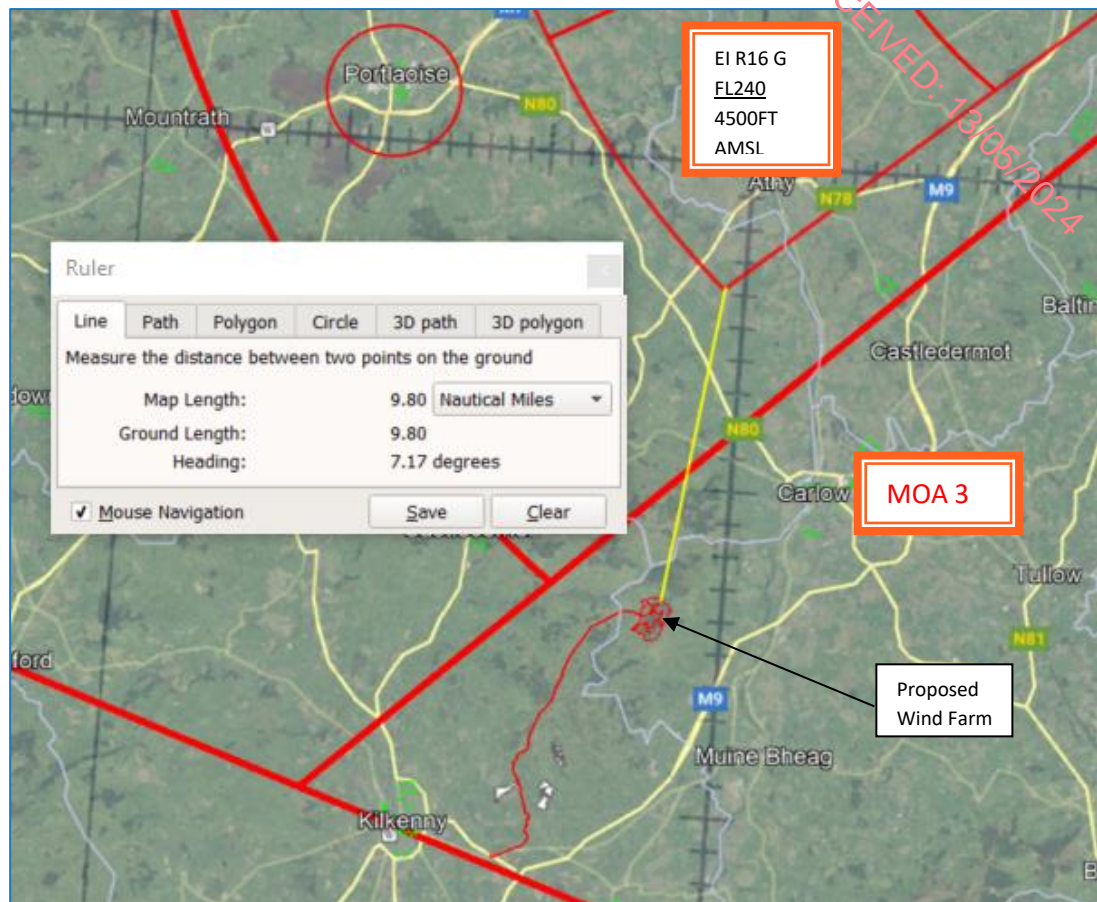 CEIVED: 13/05/2024
M7
Portlaoise
Mountrath
N80
EI R16 G
FL240
4500FT
AMSL
Athy
N78
M9
Baltin
Castledermot
Ruler
Line Path Polygon Circle 3D path 3D polygon
Measure the distance between two points on the ground
Map Length: 9.80 Nautical Miles
Ground Length: 9.80
Heading: 7.17 degrees
Mouse Navigation Save Clear
N80
Carlow
MOA 3
Tullow
N81
ford
M9
Proposed
Wind Farm
Muine Bheag
Kilkenny
B